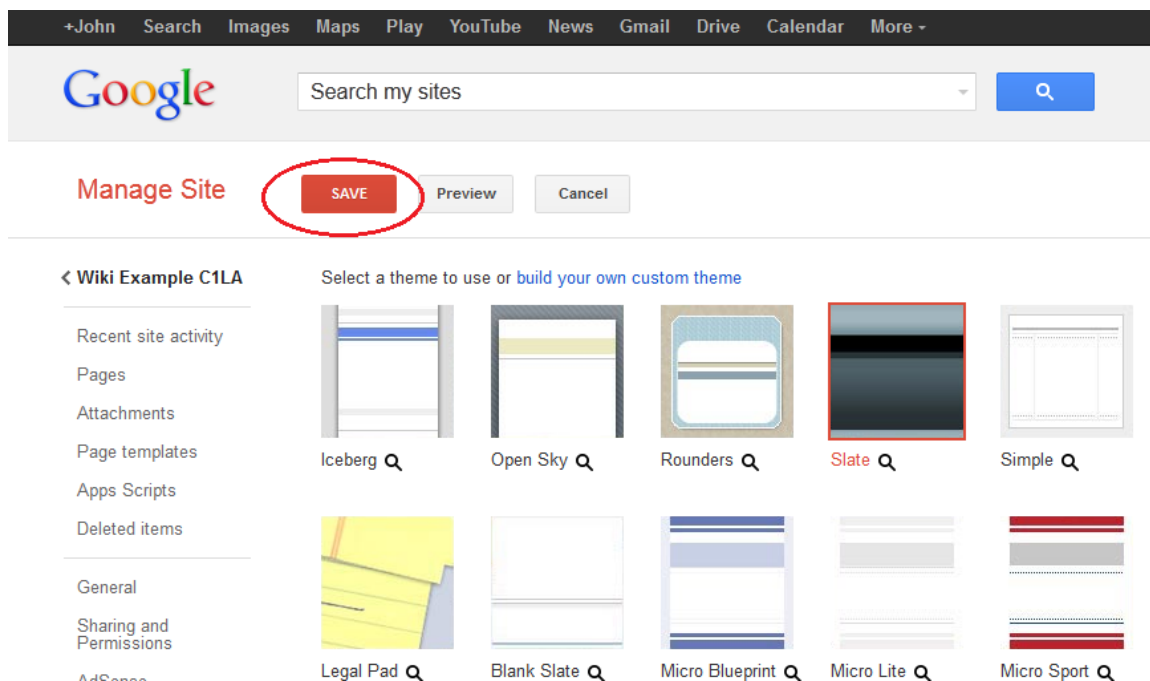 +John Search Images Maps Play YouTube News Gmail Drive Calendar More
Google
Search my sites
Manage Site SAVE Preview Cancel
Wiki Example C1LA
Recent site activity
Pages
Attachments
Page templates
Apps Scripts
Deleted items
General
Sharing and
Permissions
AdSense
Select a theme to use or build your own custom theme
Iceberg Open Sky Rounders Slate Simple
Legal Pad Blank Slate Micro Blueprint Micro Lite Micro Sport